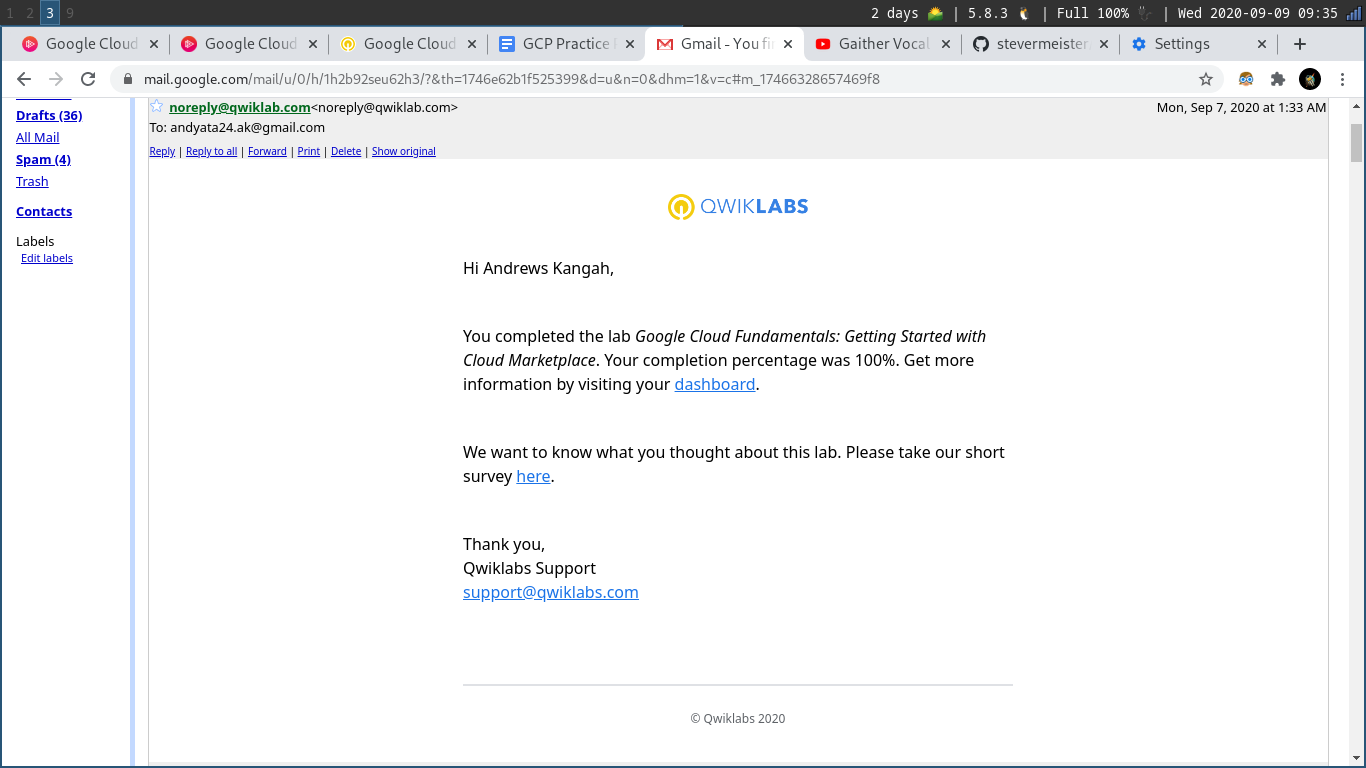 1 2 3 9 2 days | 5.8.3 | Full 100% | Wed 2020-09-09 09:35
Google Cloud Google Cloud Google Cloud GCP Practice Gmail - You fi Gaither Vocal stevermeister Settings
mail.google.com/mail/u/0/h/1h2b92seu62h3/?&th=1746e62b1f525399&d=u&n=0&dhm=1&v=c#m_17466328657469f8
Drafts (36)
All Mail
Spam (4)
Trash
Contacts
Labels
Edit labels
noreply@qwiklab.com<noreply@qwiklab.com> Mon, Sep 7, 2020 at 1:33 AM
To: andyata24.ak@gmail.com
Reply | Reply to all | Forward | Print | Delete | Show original
QWIKLABS
Hi Andrews Kangah,
You completed the lab Google Cloud Fundamentals: Getting Started with
Cloud Marketplace. Your completion percentage was 100%. Get more
information by visiting your dashboard.
We want to know what you thought about this lab. Please take our short
survey here.
Thank you,
Qwiklabs Support
support@qwiklabs.com
© Qwiklabs 2020